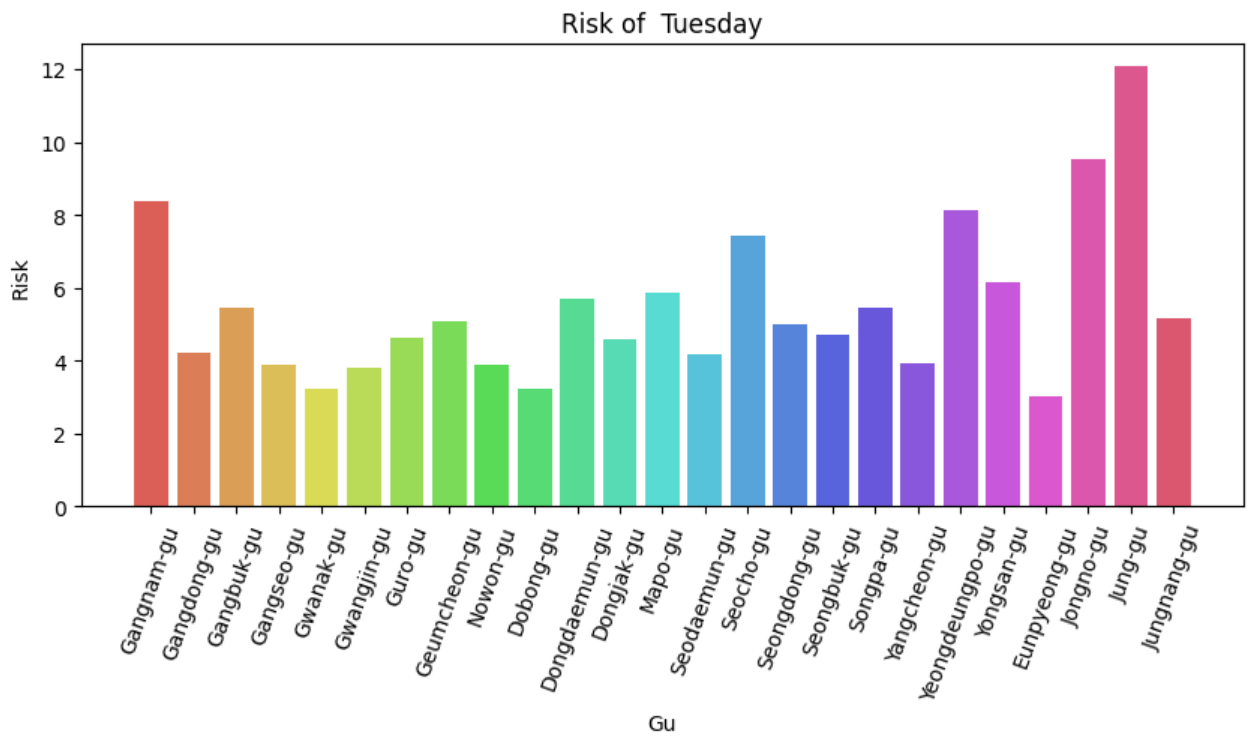 Risk of  Tuesday
Risk
12
10
8
6
4
2
0
Gangnam-gu
Gangdong-gu
Gangbuk-gu
Gangseo-gu
Gwanak-gu
Gwangjin-gu
Guro-gu
Geumcheon-gu
Nowon-gu
Dobong-gu
Dongdaemun-gu
Dongjak-gu
Mapo-gu
Seodaemun-gu
Seocho-gu
Seongdong-gu
Seongbuk-gu
Songpa-gu
Yangcheon-gu
Yeongdeungpo-gu
Yongsan-gu
Eunpyeong-gu
Jongno-gu
Jung-gu
Jungnang-gu
Gu